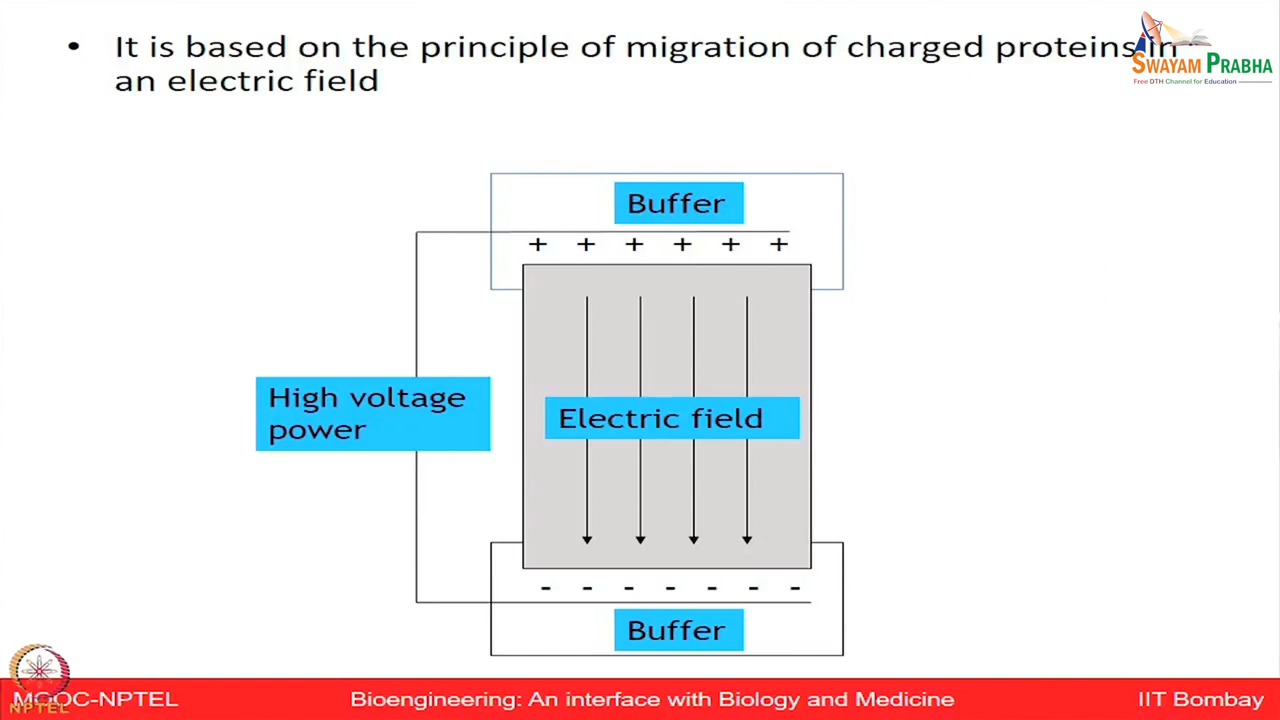 • It is based on the principle of migration of charged proteins in
an electric field
SWAYAM PRABHA
Free DTH Channel for Education
Buffer
+ + + + + +
High voltage
power
Electric field
- - - - - - -
Buffer
MOOC-NPTEL
NPTEL
Bioengineering: An interface with Biology and Medicine
IIT Bombay